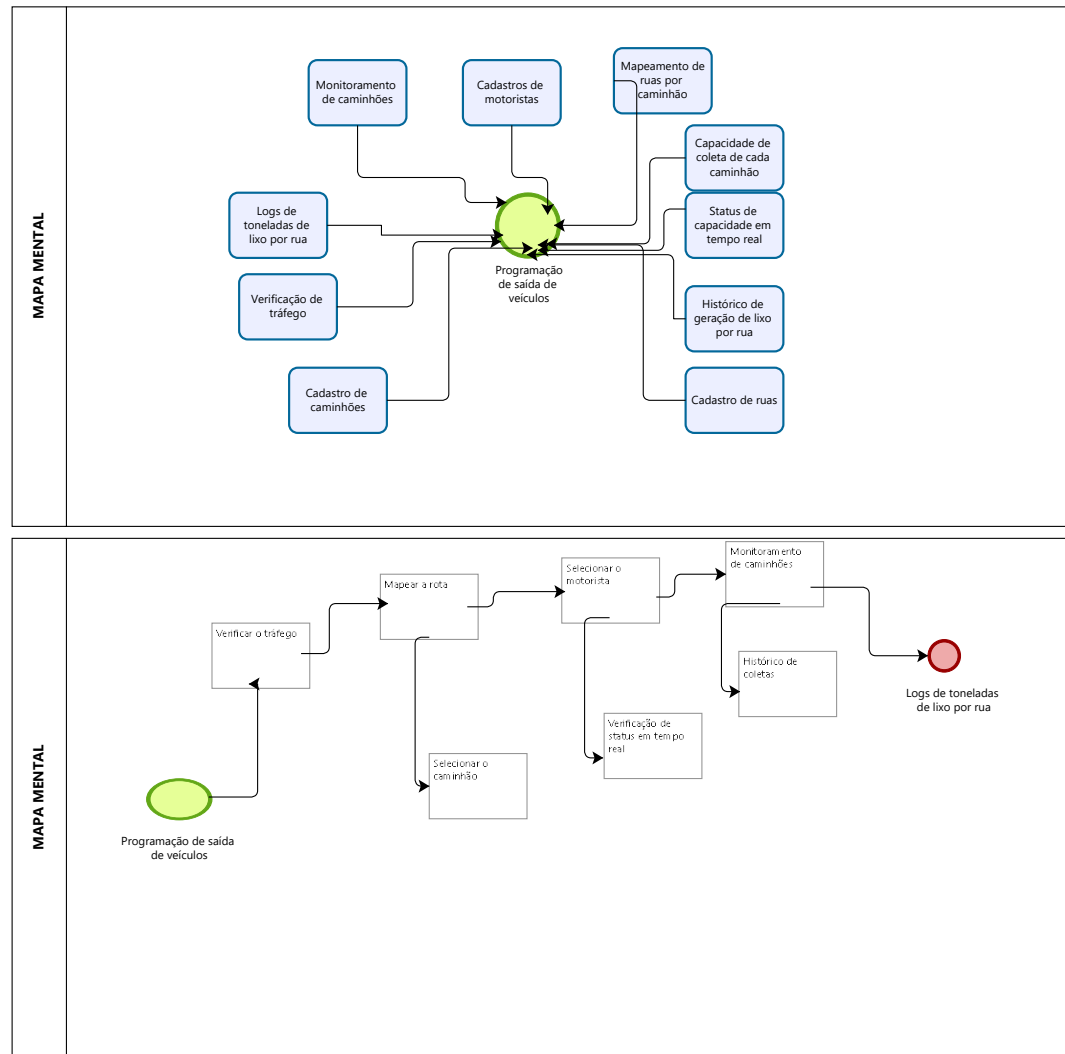 MAPA MENTAL
Monitoramento
de caminhões
Cadastros de
motoristas
Mapeamento de
ruas por
caminhão
Capacidade de
coleta de cada
caminhão
Logs de
toneladas de
lixo por rua
Status de
capacidade em
tempo real
Programação
de saída de
veículos
Verificação de
tráfego
Histórico de
geração de lixo
por rua
Cadastro de
caminhões
Cadastro de ruas
MAPA MENTAL
Programação de saída
de veículos
Verificar o tráfego
Mapear a rota
Selecionar o
caminhão
Selecionar o
motorista
Verificação de
status em tempo
real
Monitoramento
de caminhões
Histórico de
coletas
Logs de toneladas
de lixo por rua